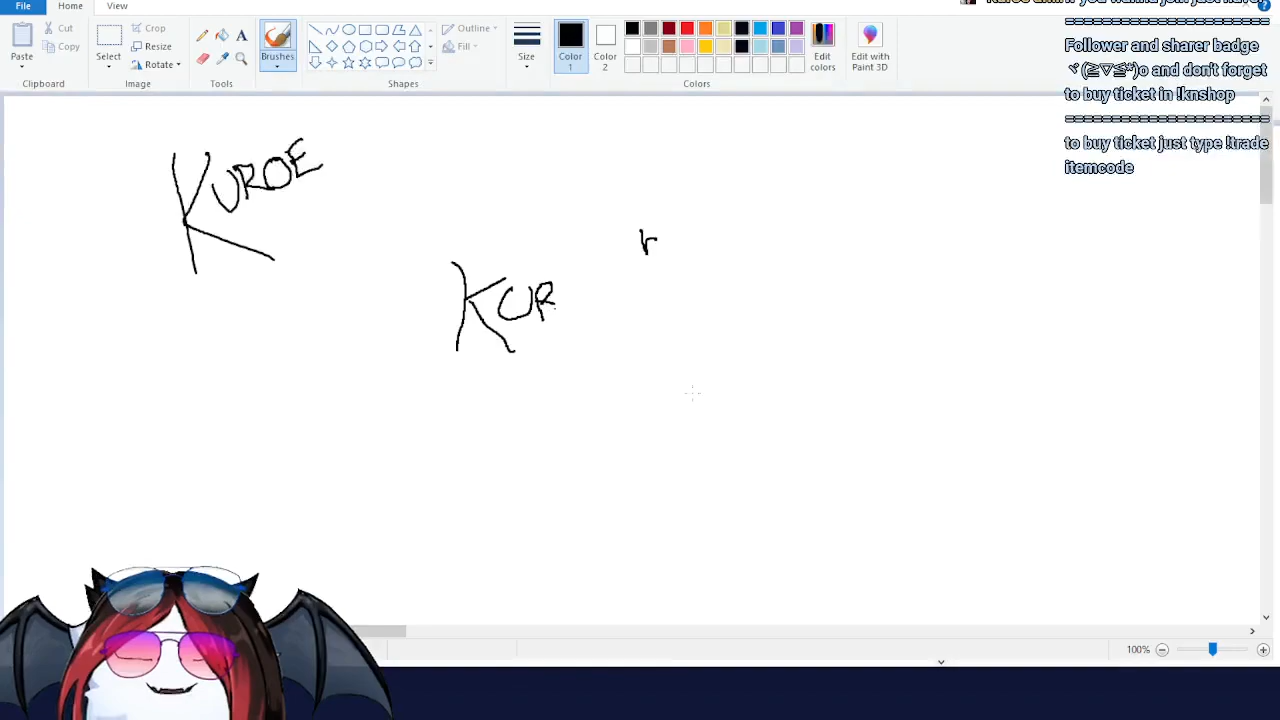 File Home View
Cut
Copy
Paste
Clipboard
Select
Crop
Resize
Rotate
Image
Tools
Brushes
Outline
Fill
Shapes
Size
Color 1
Color 2
Edit colors
Colors
Edit with Paint 3D
Follower and sharer badge
ヾ(≧▽≦*)o and don't forget
to buy ticket in !knshop
========================
to buy ticket just type !trade
itemcode
KUROE
r
KUR
100%